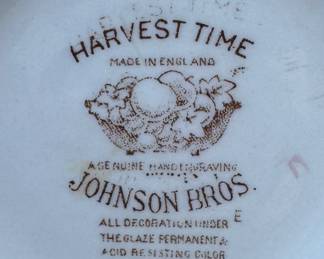 HARVEST TIME
MADE IN ENGLAND
A GENUINE HAND ENGRAVING
JOHNSON BROS.
ALL DECORATION UNDER
THE GLAZE PERMANENT &
ACID RESISTING COLOR